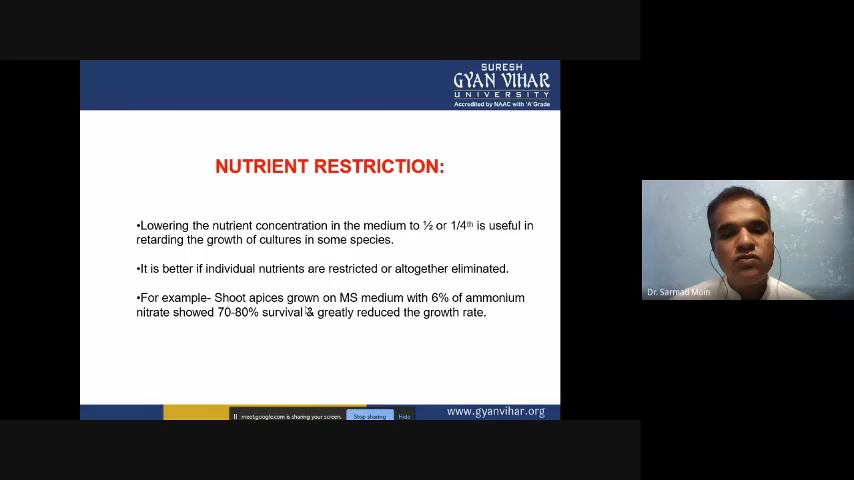 SURESH
GYAN VIHAR
UNIVERSITY
Accredited by NAAC with 'A' Grade
NUTRIENT RESTRICTION:
•Lowering the nutrient concentration in the medium to ½ or 1/4th is useful in
retarding the growth of cultures in some species.
•It is better if individual nutrients are restricted or altogether eliminated.
•For example- Shoot apices grown on MS medium with 6% of ammonium
nitrate showed 70-80% survival & greatly reduced the growth rate.
Dr. Sarmad Moin
meet.google.com is sharing your screen. Stop sharing Hide
www.gyanvihar.org